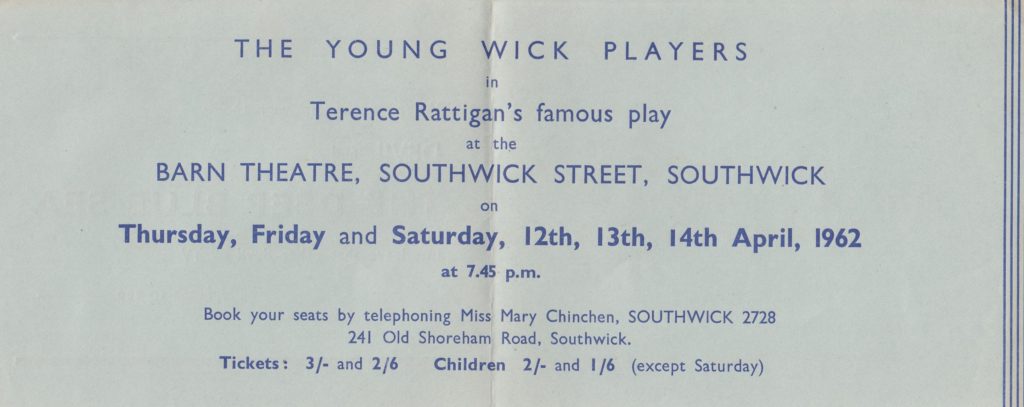 THE YOUNG WICK PLAYERS
in
Terence Rattigan's famous play
at the
BARN THEATRE, SOUTHWICK STREET, SOUTHWICK
on
Thursday, Friday and Saturday, 12th, 13th, 14th April, 1962
at 7.45 p.m.
Book your seats by telephoning Miss Mary Chinchen, SOUTHWICK 2728
241 Old Shoreham Road, Southwick.
Tickets: 3/- and 2/6 Children 2/- and 1/6 (except Saturday)